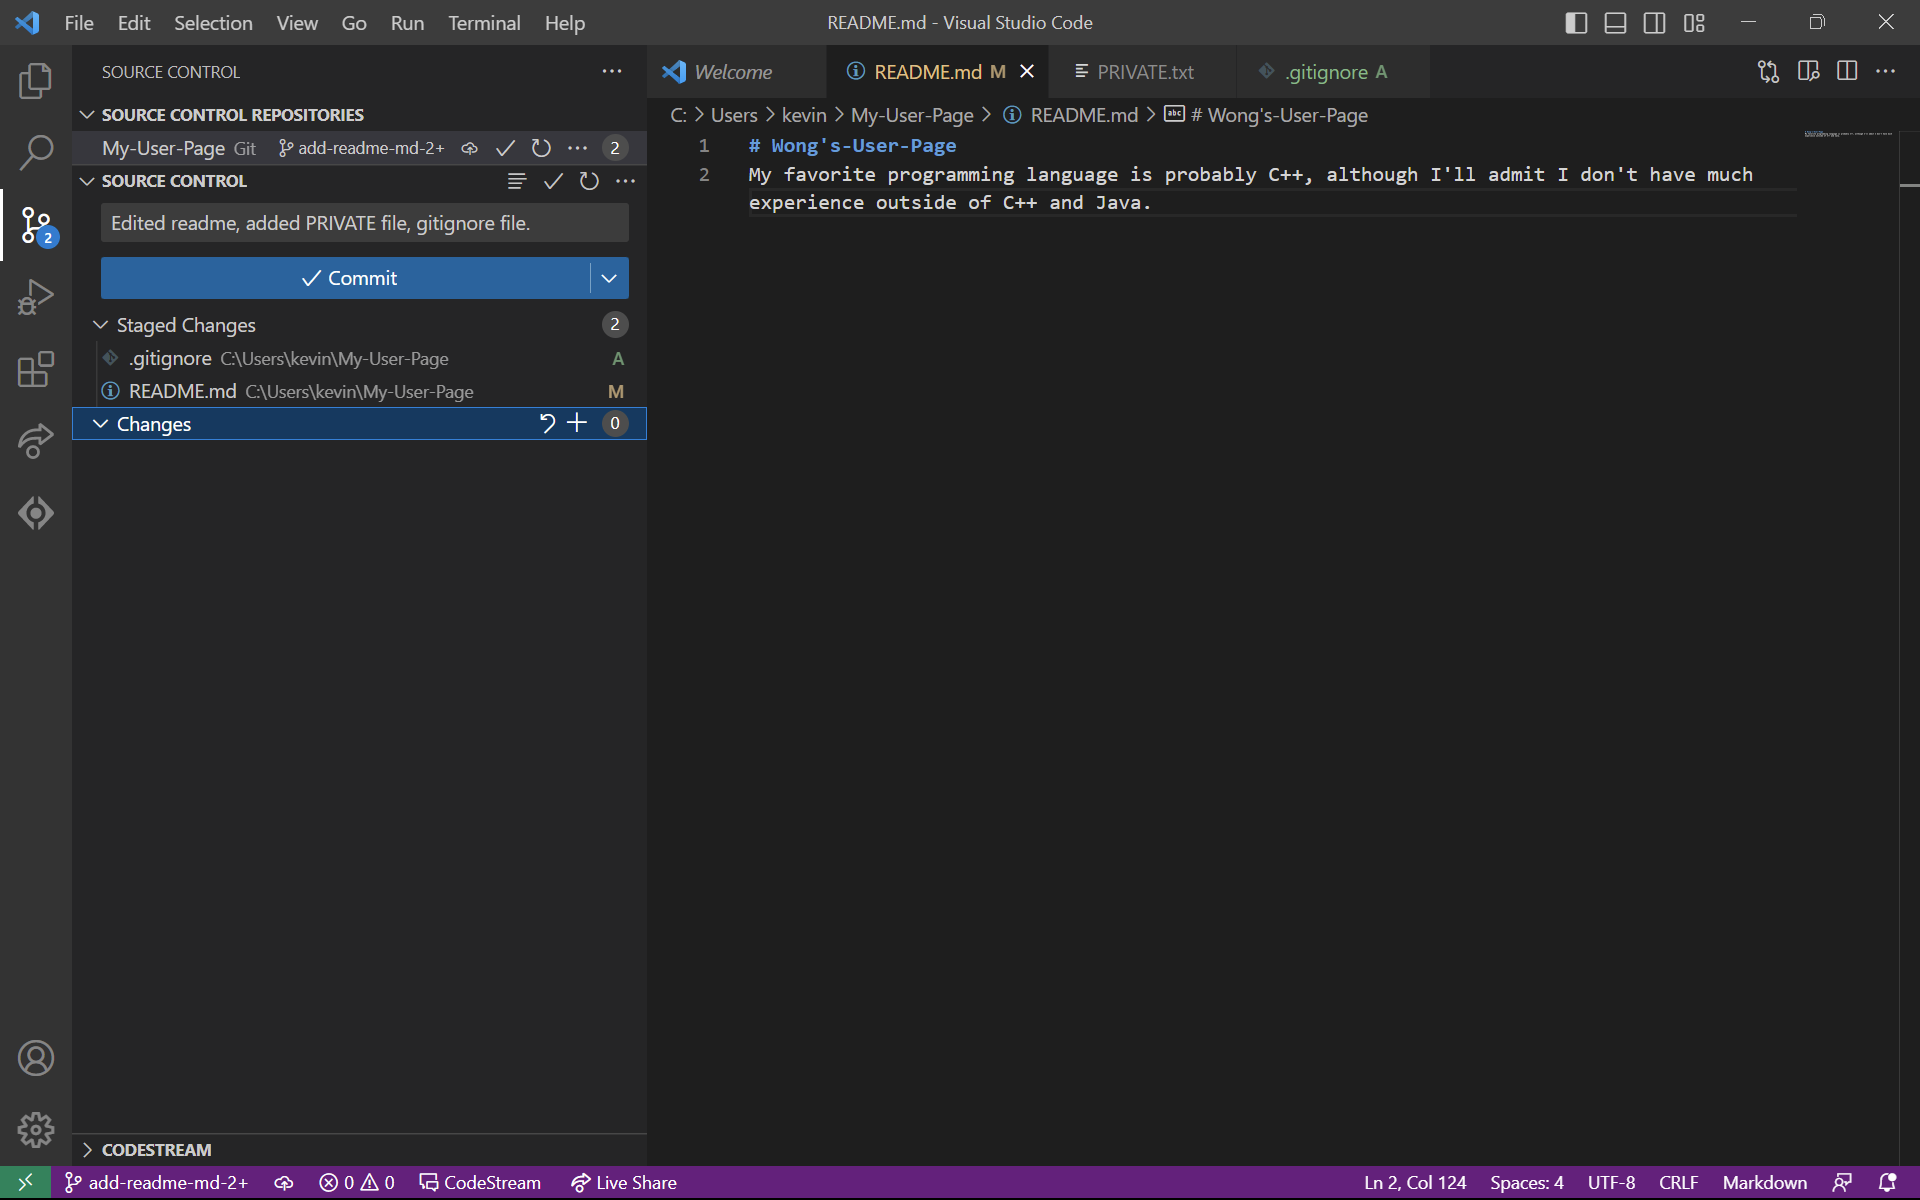 File Edit Selection View Go Run Terminal Help README.md - Visual Studio Code
SOURCE CONTROL
SOURCE CONTROL REPOSITORIES
My-User-Page Git add-readme-md-2+ 2
SOURCE CONTROL
Edited readme, added PRIVATE file, gitignore file.
Commit
Staged Changes 2
.gitignore C:\Users\kevin\My-User-Page A
README.md C:\Users\kevin\My-User-Page M
Changes 0
2
CODESTREAM
Welcome README.md M PRIVATE.txt .gitignore A
C: > Users > kevin > My-User-Page > README.md > abc # Wong's-User-Page
1 # Wong's-User-Page
2 My favorite programming language is probably C++, although I'll admit I don't have much
experience outside of C++ and Java.
add-readme-md-2+ 0 0 CodeStream Live Share Ln 2, Col 124 Spaces: 4 UTF-8 CRLF Markdown